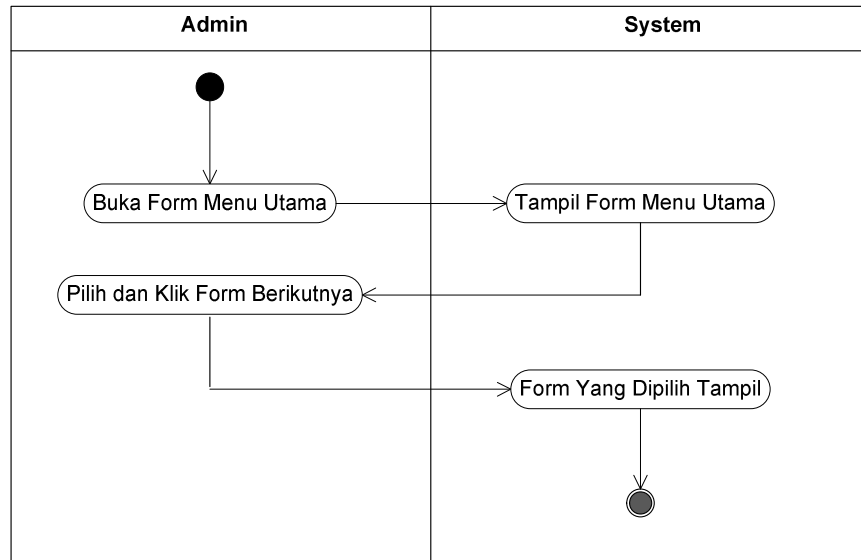 Admin
System
Buka Form Menu Utama
Tampil Form Menu Utama
Pilih dan Klik Form Berikutnya
Form Yang Dipilih Tampil